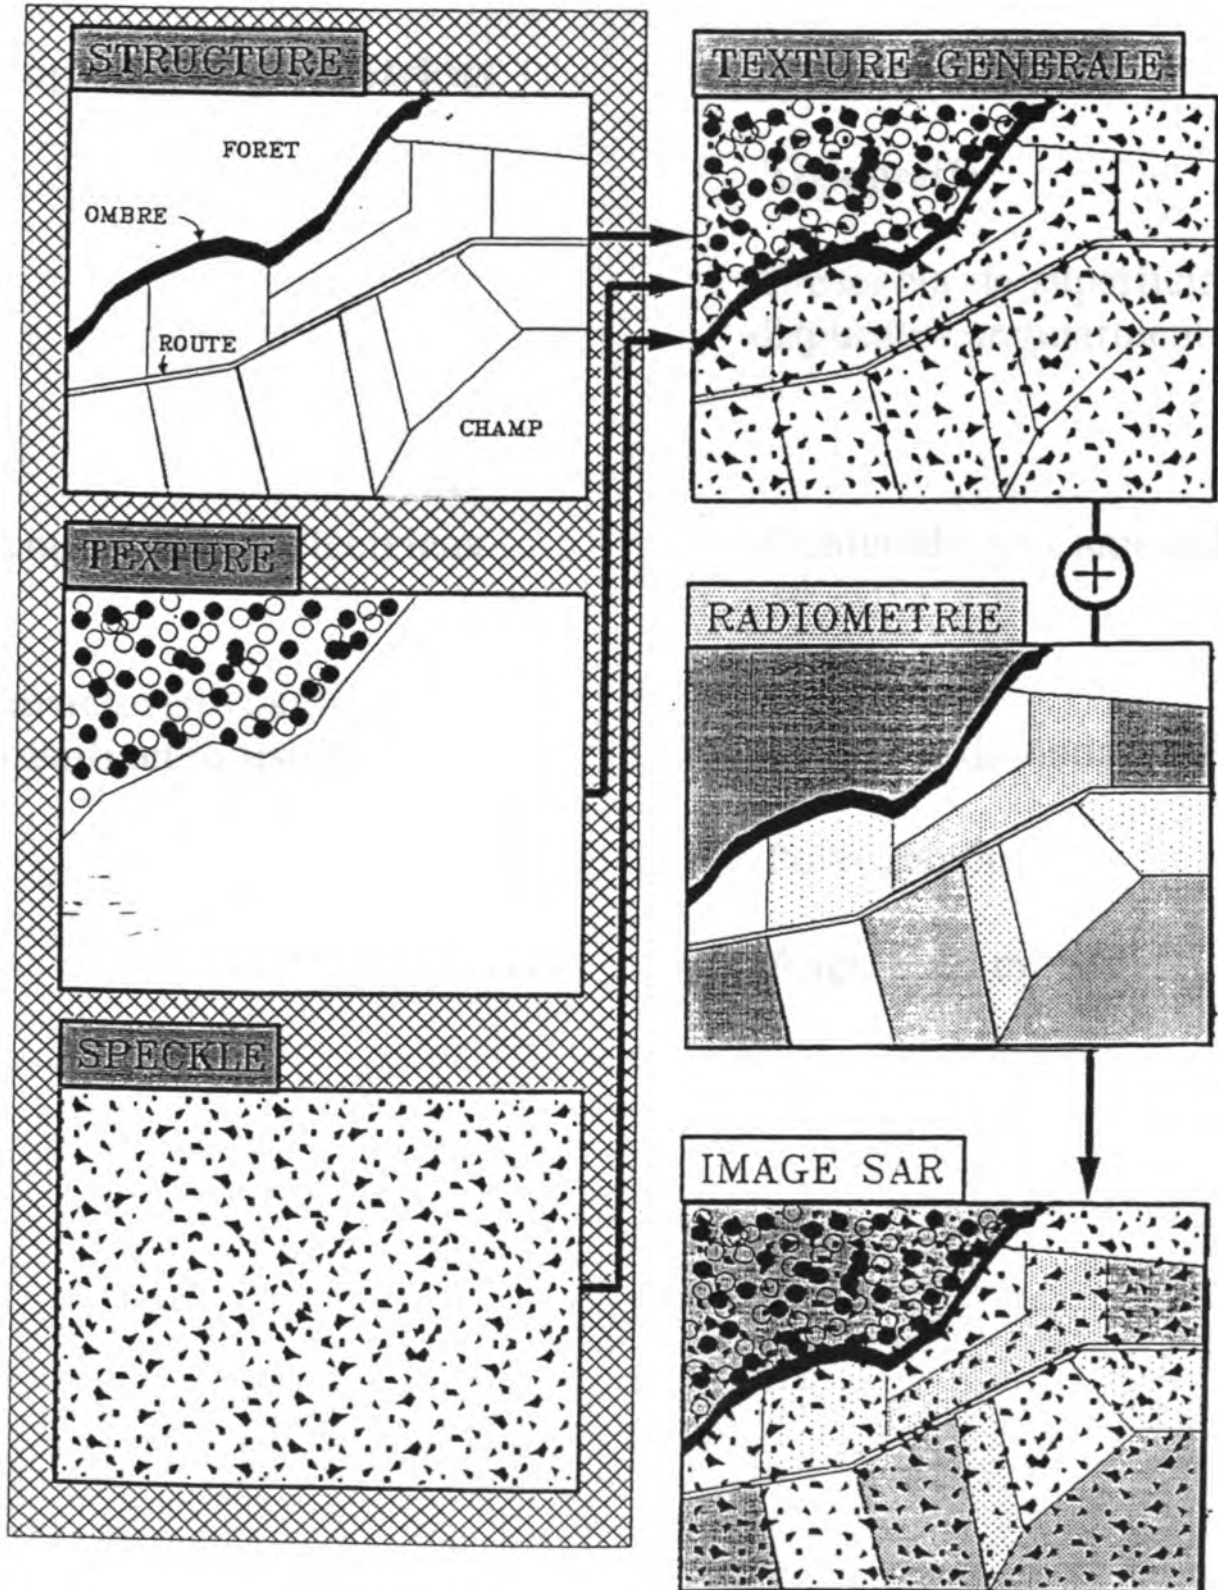 STRUCTURE
FORET
OMBRE
ROUTE
CHAMP
TEXTURE
SPECKLE
TEXTURE GENERALE
+
RADIOMETRIE
IMAGE SAR